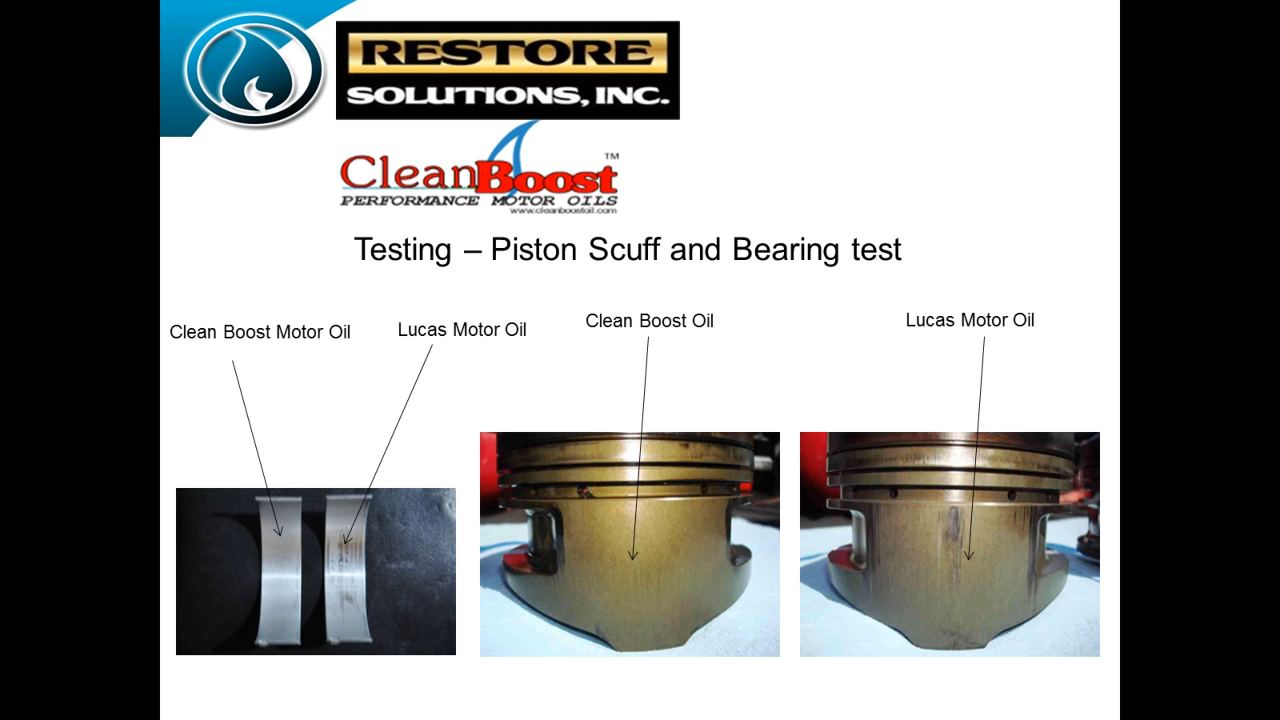 RESTORE
SOLUTIONS, INC.
CleanBoost™
PERFORMANCE MOTOR OILS
www.cleanboostoil.com
Testing – Piston Scuff and Bearing test
Clean Boost Motor Oil
Lucas Motor Oil
Clean Boost Oil
Lucas Motor Oil